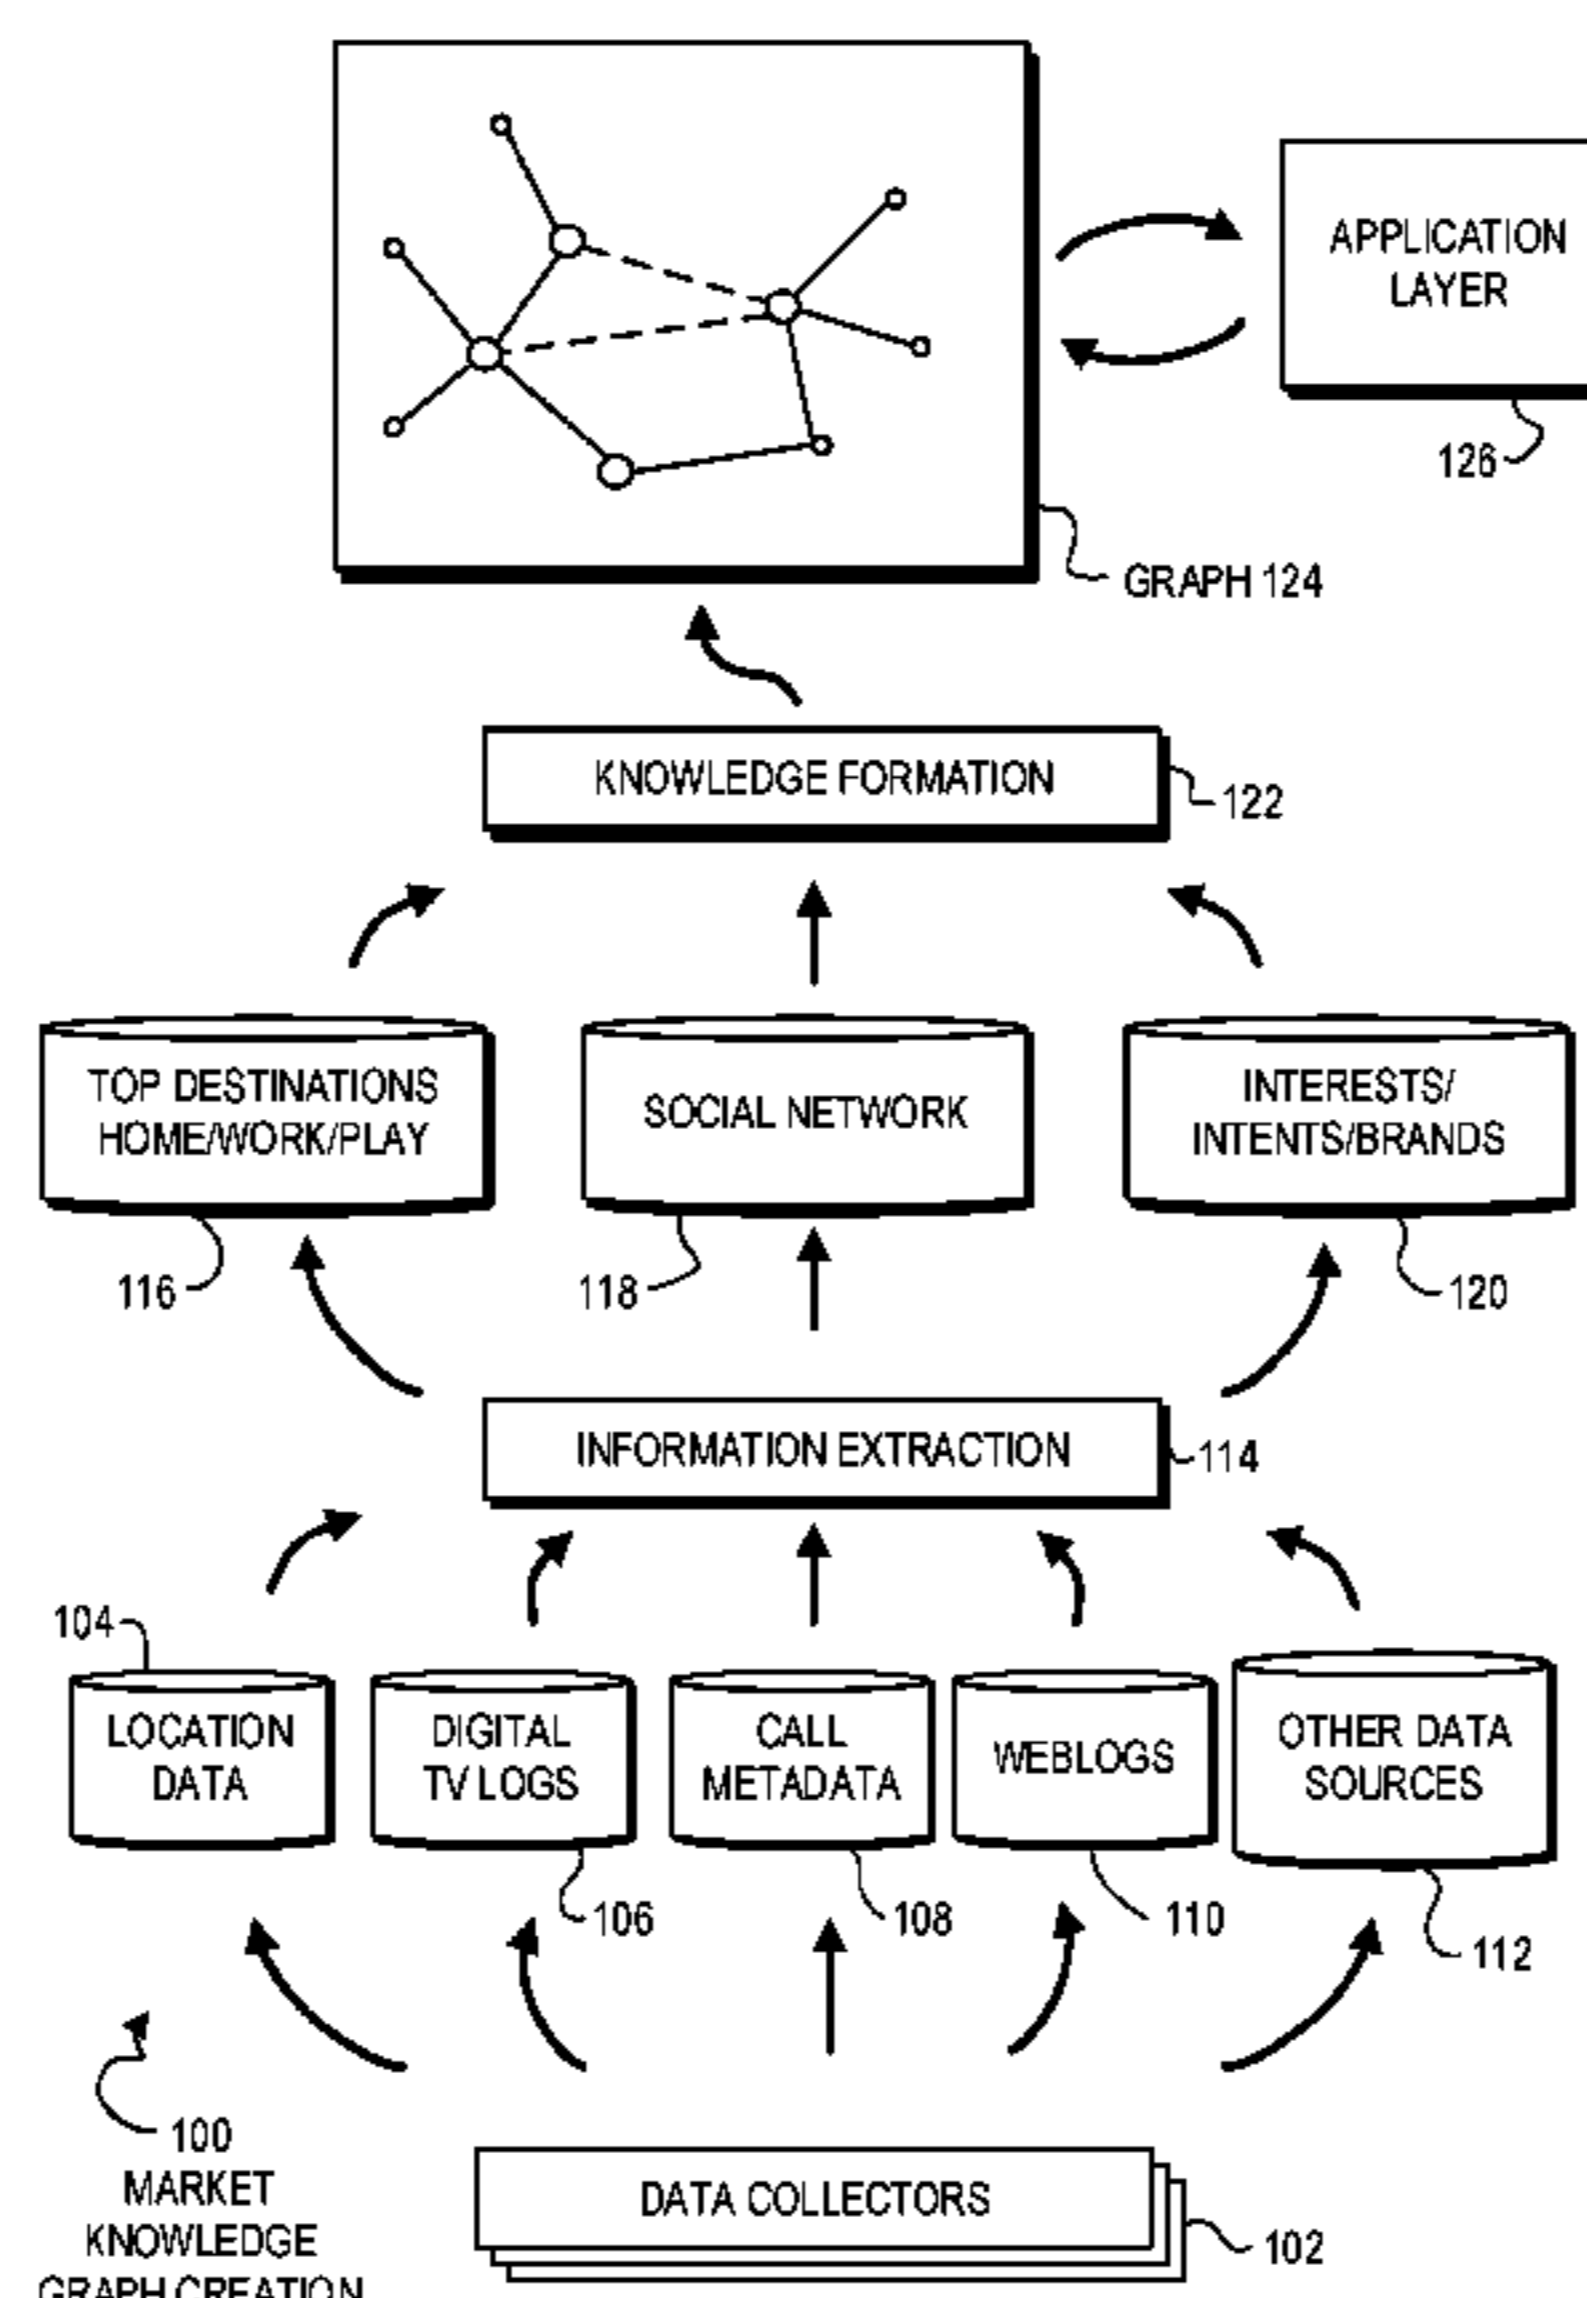 APPLICATION
LAYER
126
GRAPH 124
KNOWLEDGE FORMATION
122
TOP DESTINATIONS
HOME/WORK/PLAY
SOCIAL NETWORK
INTERESTS/
INTENTS/BRANDS
116
118
120
INFORMATION EXTRACTION
114
104
LOCATION
DATA
DIGITAL
TV LOGS
CALL
METADATA
WEBLOGS
OTHER DATA
SOURCES
106
108
110
112
100
MARKET
KNOWLEDGE
GRAPH CREATION
DATA COLLECTORS
102